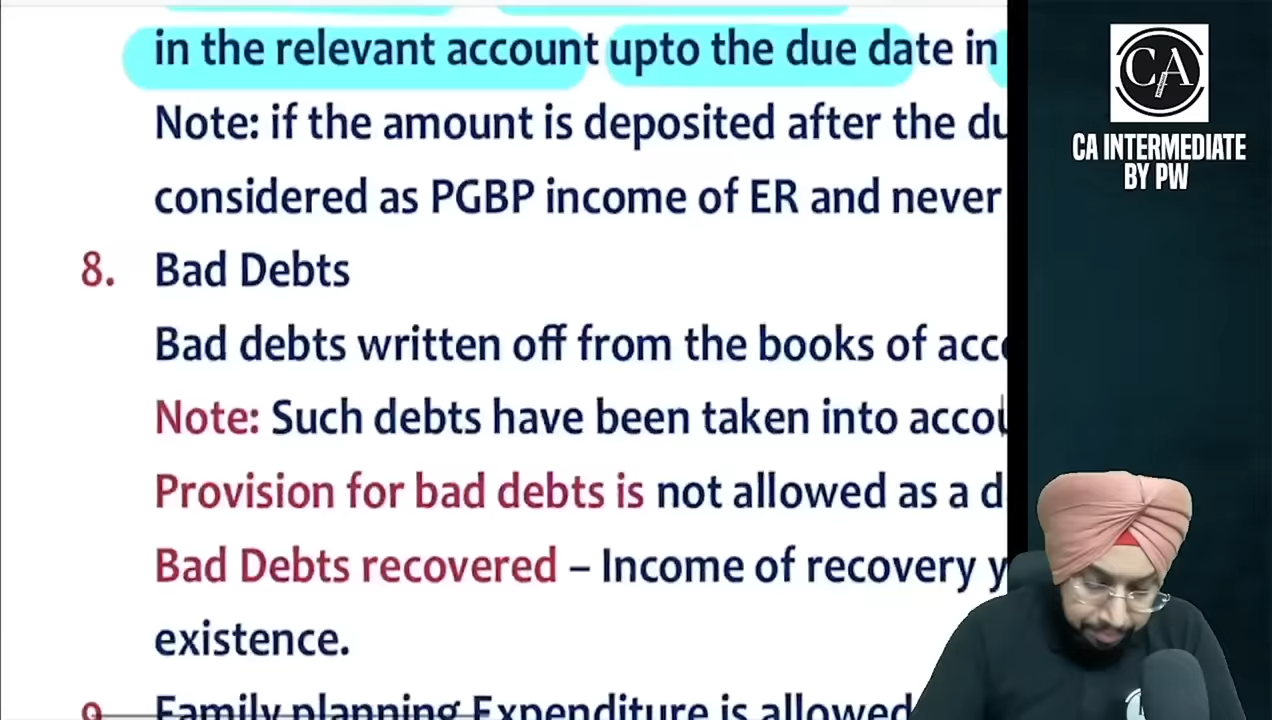 in the relevant account upto the due date in
Note: if the amount is deposited after the
considered as PGBP income of ER and never
8. Bad Debts
Bad debts written off from the books of
Note: Such debts have been taken into
Provision for bad debts is not allowed as a
Bad Debts recovered – Income of recovery
existence.
9. Family planning Expenditure is allowed
CA
CA INTERMEDIATE
BY PW